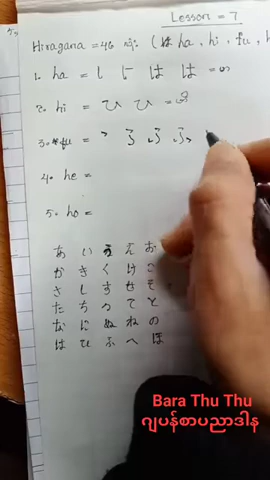 Lesson = 7
Hiragana = 46 ( は ha, hi, fu, h
1. ha = l に は は =
2. hi = ひ ひ =
3. fu = ` ろ ふ ふ
4. he =
5. ho =
あ い う え お
か き く け こ
さ し す せ そ
た ち つ て と
な に ぬ ね の
は ひ ふ へ ほ
Bara Thu Thu
ဂျပန်စာပညာဒါန